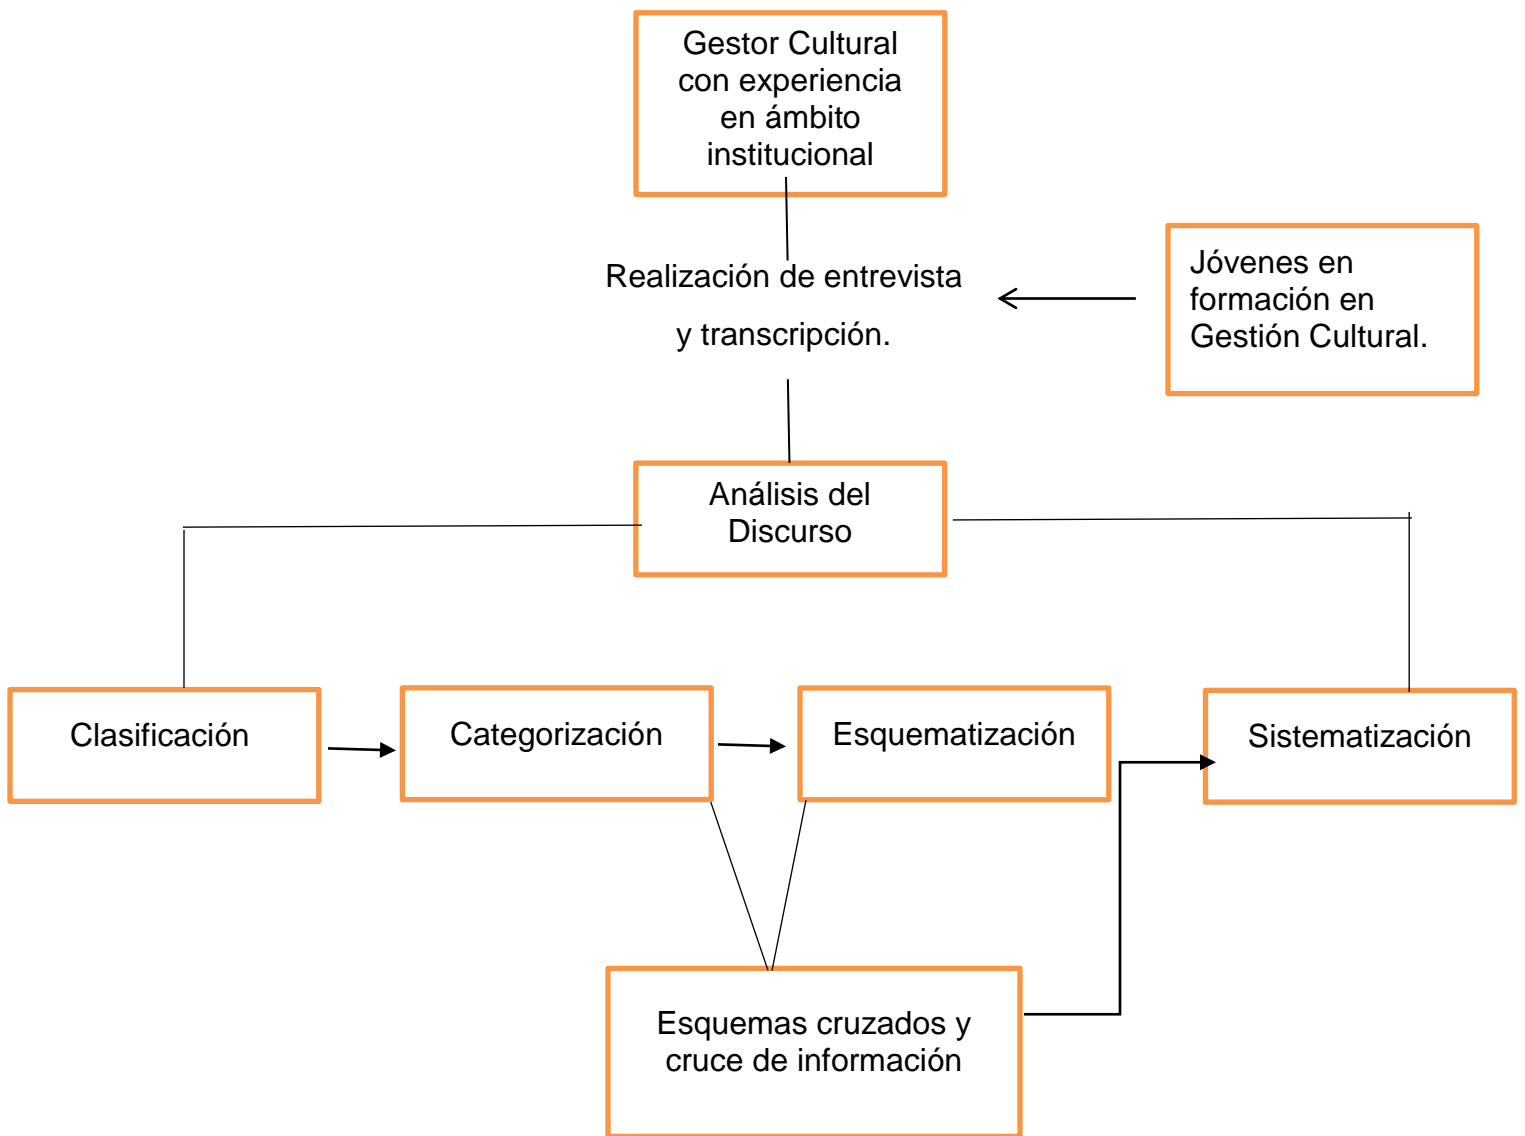 Gestor Cultural
con experiencia
en ámbito
institucional
Realización de entrevista
y transcripción.
Jóvenes en
formación en
Gestión Cultural.
Análisis del
Discurso
Clasificación
Categorización
Esquematización
Sistematización
Esquemas cruzados y
cruce de información